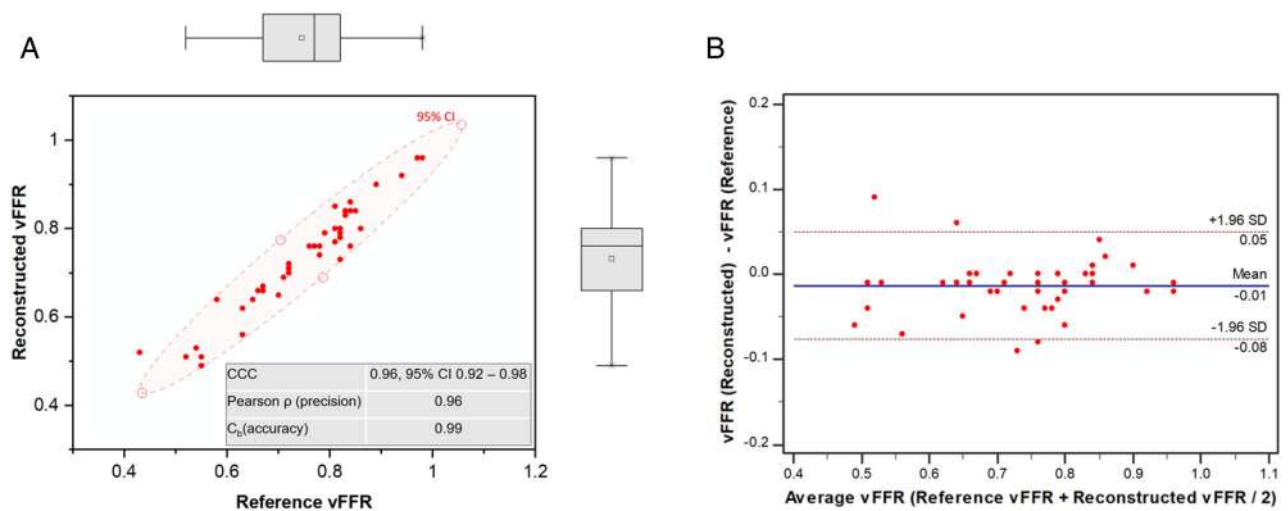 A
B
95% CI
Reconstructed vFFR
1
0.8
0.6
0.4
CCC 0.96, 95% CI 0.92 – 0.98
Pearson ρ (precision) 0.96
Cb(accuracy) 0.99
0.4 0.6 0.8 1 1.2
Reference vFFR
vFFR (Reconstructed) - vFFR (Reference)
0.2
0.1
0.0
-0.1
-0.2
+1.96 SD
0.05
Mean
-0.01
-1.96 SD
-0.08
0.4 0.5 0.6 0.7 0.8 0.9 1.0 1.1
Average vFFR (Reference vFFR + Reconstructed vFFR / 2)